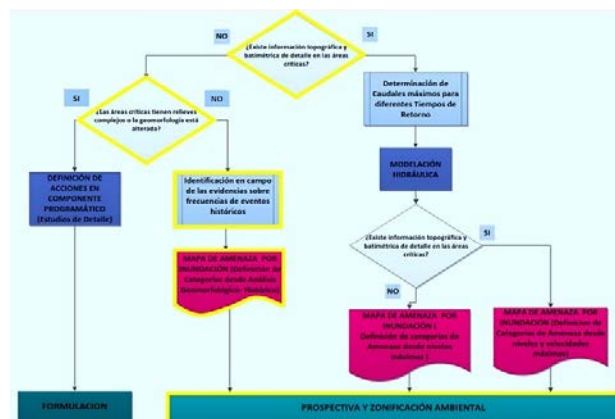 NO
¿Existe información topográfica y
batimétrica de detalle en las áreas
críticas?
SI
SI
¿Las áreas críticas tienen relieves
complejos o la geomorfología está
alterada?
NO
Determinación de
Caudales máximos para
diferentes Tiempos de
Retorno
DEFINICIÓN DE
ACCIONES EN
COMPONENTE
PROGRAMÁTICO
(Estudios de Detalle)
Identificación en campo
de las evidencias sobre
frecuencias de eventos
históricos
MODELACIÓN
HIDRÁULICA
¿Existe información topográfica y
batimétrica de detalle en las áreas
críticas?
SI
NO
MAPA DE AMENAZA POR
INUNDACIÓN (Definición de
Categorías desde Análisis
Geomorfológico- Histórico)
MAPA DE AMENAZA POR
INUNDACIÓN (
Definición de categorías de
Amenaza desde niveles
máximos )
MAPA DE AMENAZA POR
INUNDACIÓN (Definición de
Categorías de Amenaza desde
niveles y velocidades
máximos)
FORMULACION
PROSPECTIVA Y ZONIFICACIÓN AMBIENTAL